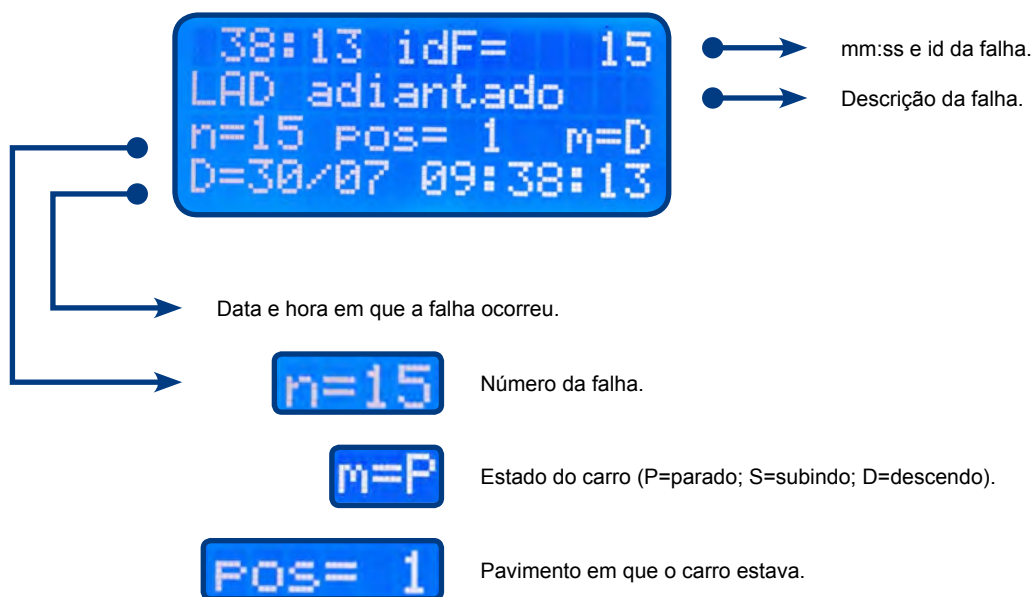 38:13 idF= 15
mm:ss e id da falha.
LAD adiantado
Descrição da falha.
n=15 pos= 1 m=D
D=30/07 09:38:13
Data e hora em que a falha ocorreu.
n=15
Número da falha.
m=P
Estado do carro (P=parado; S=subindo; D=descendo).
pos= 1
Pavimento em que o carro estava.